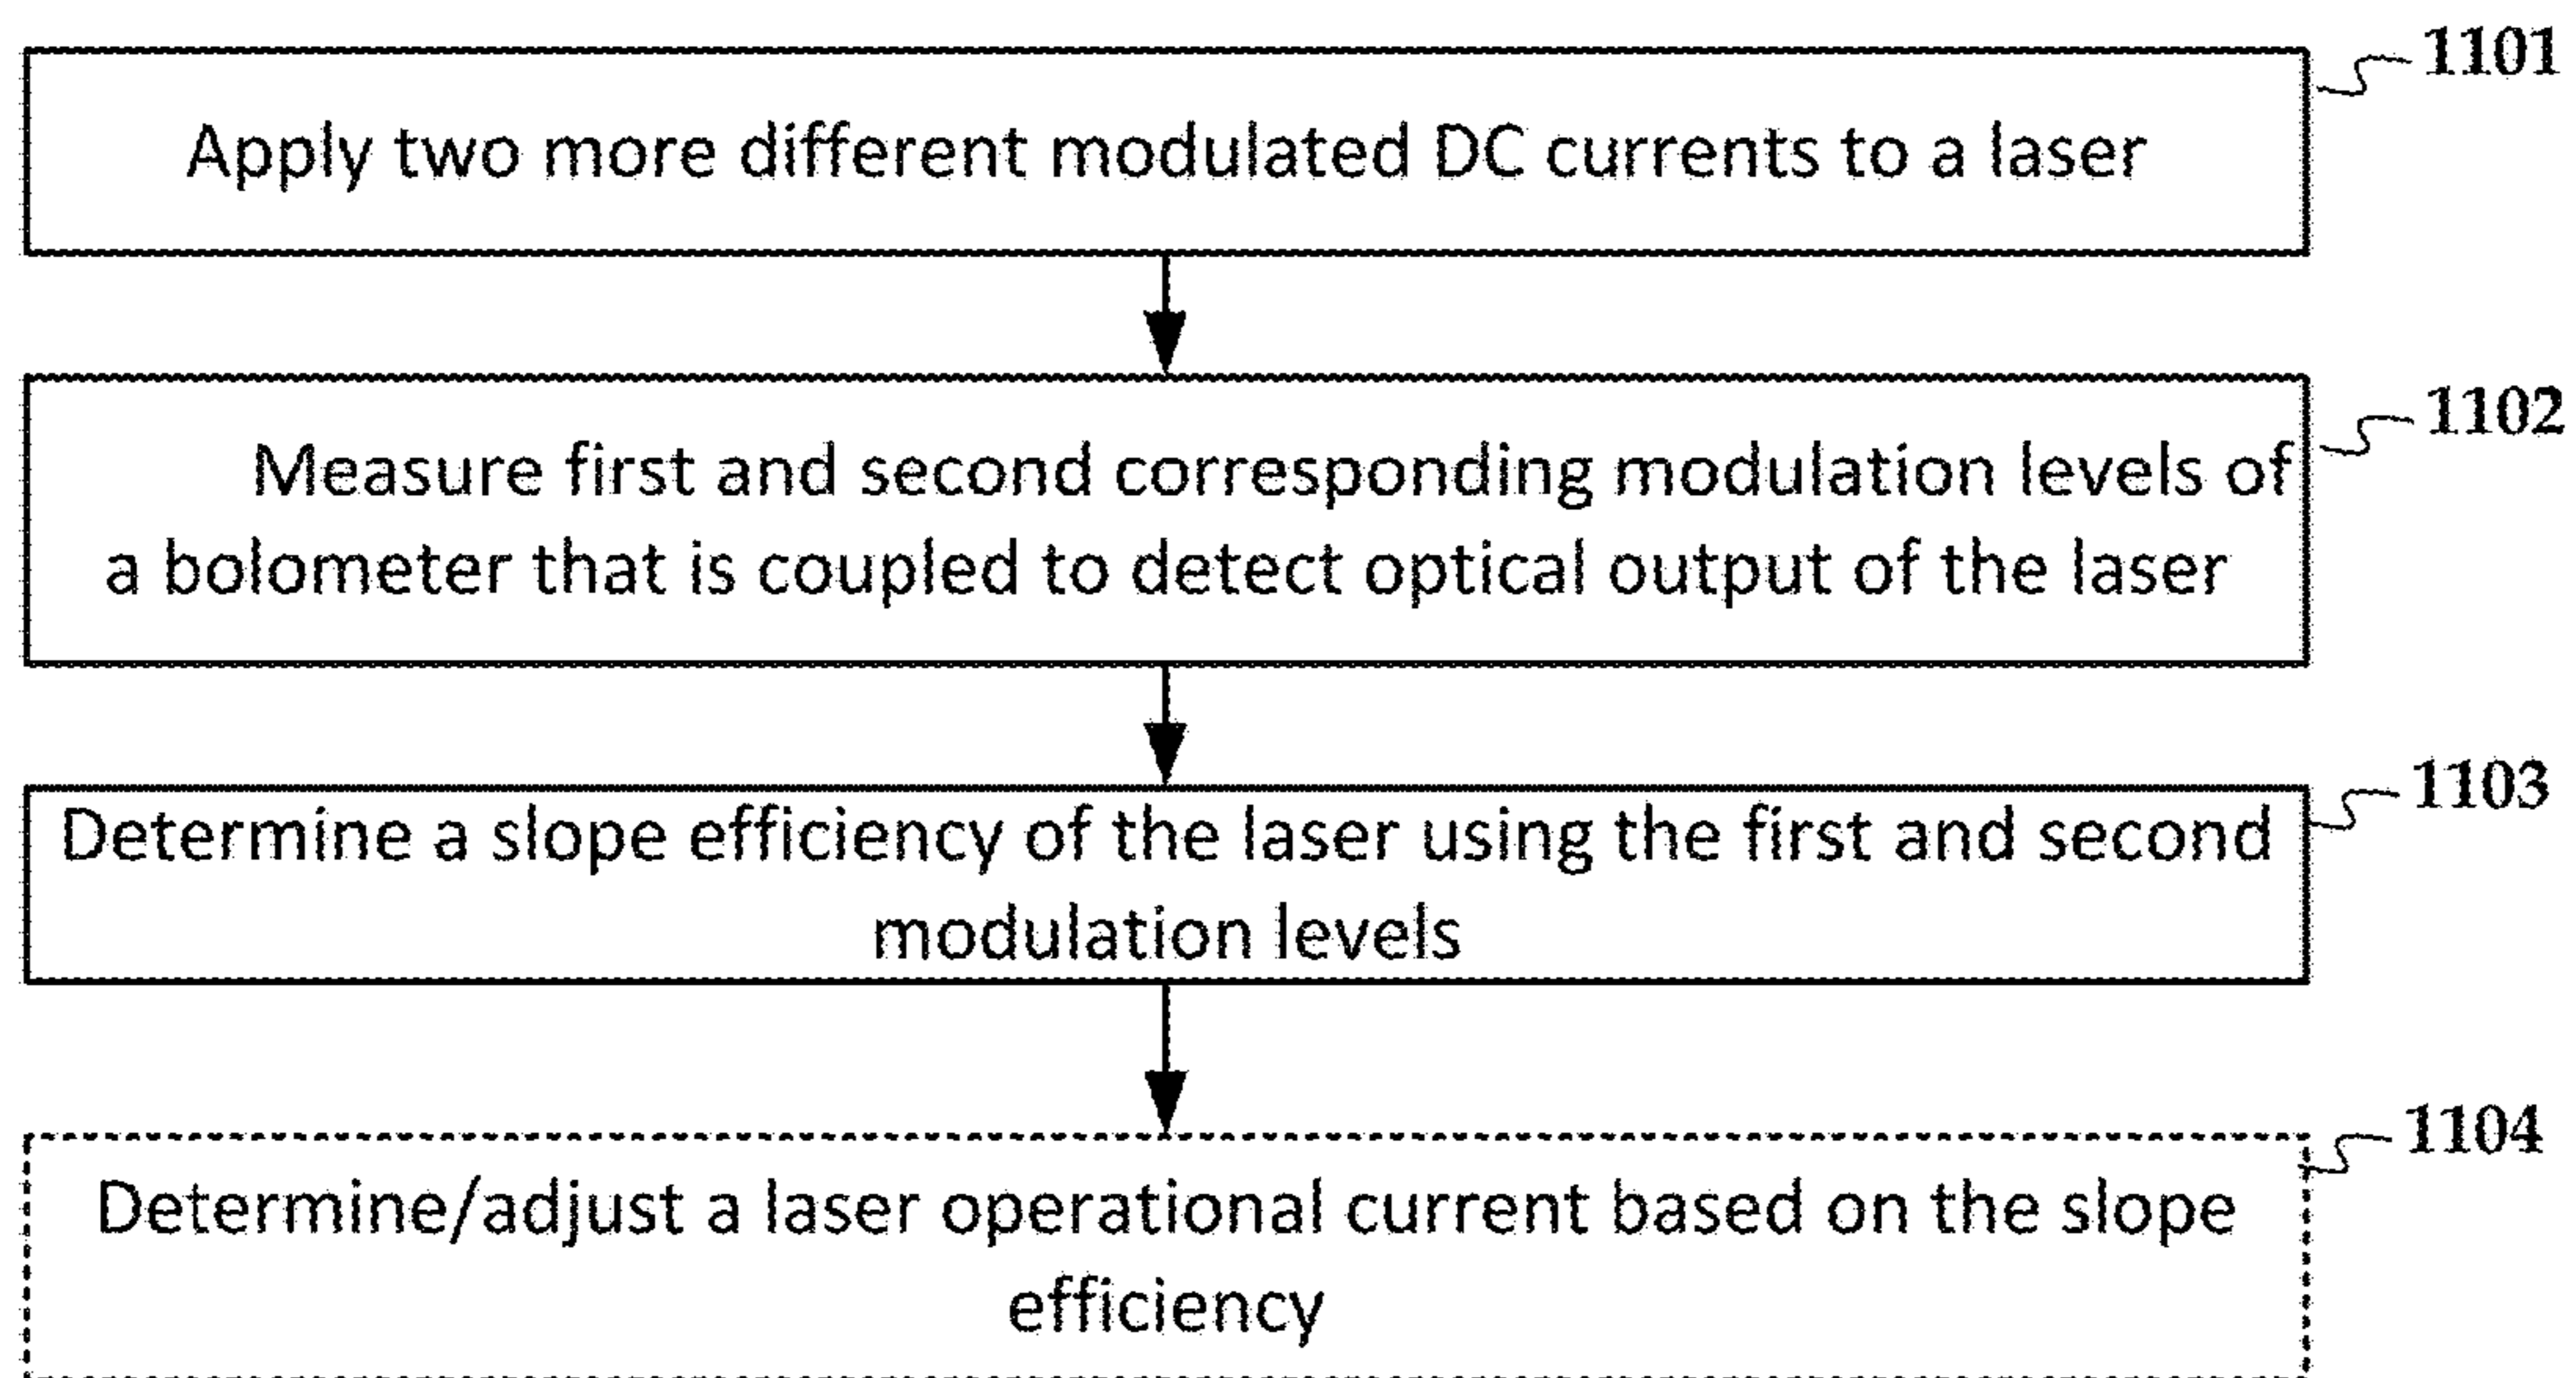 1101
Apply two more different modulated DC currents to a laser
1102
Measure first and second corresponding modulation levels of
a bolometer that is coupled to detect optical output of the laser
1103
Determine a slope efficiency of the laser using the first and second
modulation levels
1104
Determine/adjust a laser operational current based on the slope
efficiency